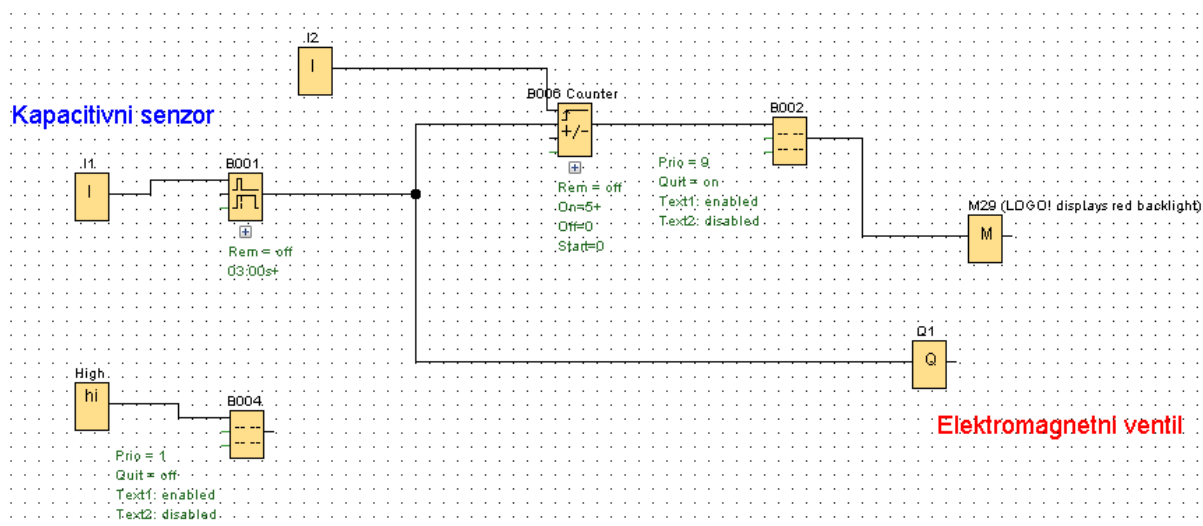 I2
I
Kapacitivni senzor
B006 Counter
+/-
B002
I1
I
B001
Rem = off
03:00s+
Rem = off
On=5+
Off=0
Start=0
Prio = 9
Quit = on
Text1: enabled
Text2: disabled
M29 (LOGO! displays red backlight)
M
Q1
Q
High
hi
B004
Elektromagnetni ventil
Prio = 1
Quit = off
Text1: enabled
Text2: disabled